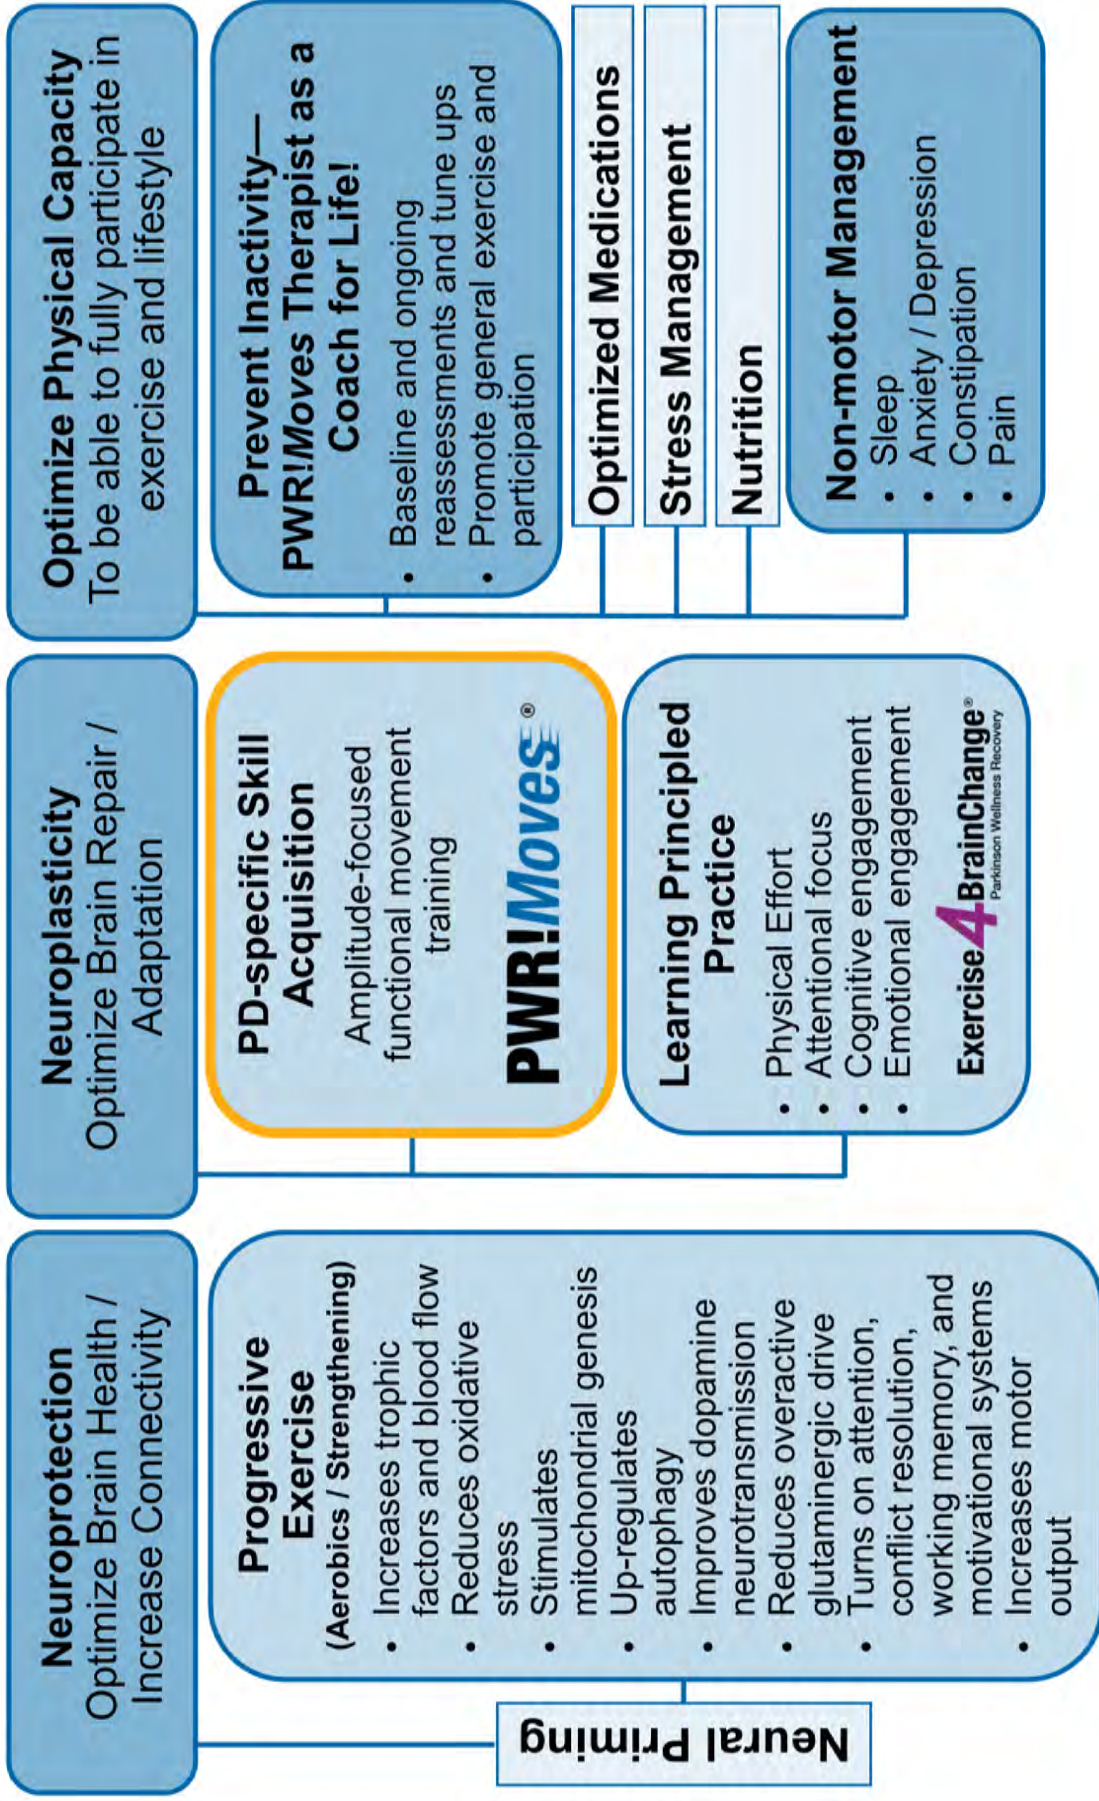 Neuroprotection
Optimize Brain Health /
Increase Connectivity
Neural Priming
Progressive
Exercise
(Aerobics / Strengthening)
• Increases trophic
factors and blood flow
• Reduces oxidative
stress
• Stimulates
mitochondrial genesis
• Up-regulates
autophagy
• Improves dopamine
neurotransmission
• Reduces overactive
glutaminergic drive
• Turns on attention,
conflict resolution,
working memory, and
motivational systems
• Increases motor
output
Neuroplasticity
Optimize Brain Repair /
Adaptation
PD-specific Skill
Acquisition
Amplitude-focused
functional movement
training
PWR!Moves®
Learning Principled
Practice
• Physical Effort
• Attentional focus
• Cognitive engagement
• Emotional engagement
Exercise4BrainChange®
Parkinson Wellness Recovery
Optimize Physical Capacity
To be able to fully participate in
exercise and lifestyle
Prevent Inactivity—
PWR!Moves Therapist as a
Coach for Life!
• Baseline and ongoing
reassessments and tune ups
• Promote general exercise and
participation
Optimized Medications
Stress Management
Nutrition
Non-motor Management
• Sleep
• Anxiety / Depression
• Constipation
• Pain